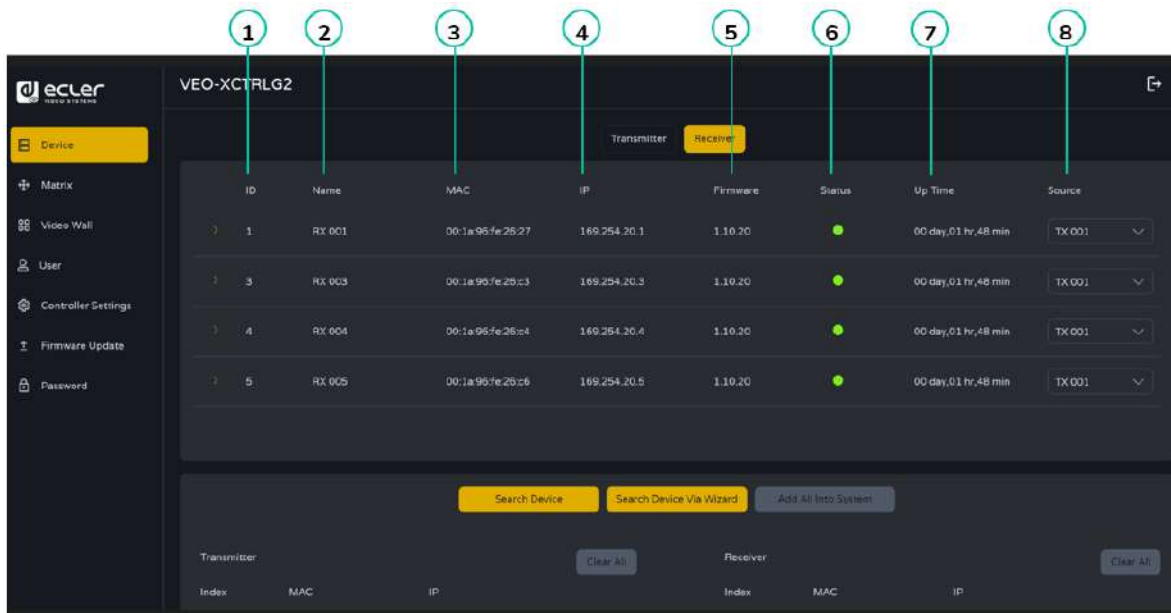 1 2 3 4 5 6 7 8
ecler
VIDEO SYSTEMS
VEO-XCTRLG2
Device
Matrix
Video Wall
User
Controller Settings
Firmware Update
Password
Transmitter Receiver
ID Name MAC IP Firmware Status Up Time Source
1 RX 001 00:1a:96:fe:26:27 169.254.20.1 1.10.20 00 day,01 hr,48 min TX 001
3 RX 003 00:1a:96:fe:26:c3 169.254.20.3 1.10.20 00 day,01 hr,48 min TX 001
4 RX 004 00:1a:96:fe:26:c4 169.254.20.4 1.10.20 00 day,01 hr,48 min TX 001
5 RX 005 00:1a:96:fe:26:c6 169.254.20.5 1.10.20 00 day,01 hr,48 min TX 001
Search Device Search Device Via Wizard Add All Into System
Transmitter Clear All Receiver Clear All
Index MAC IP Index MAC IP